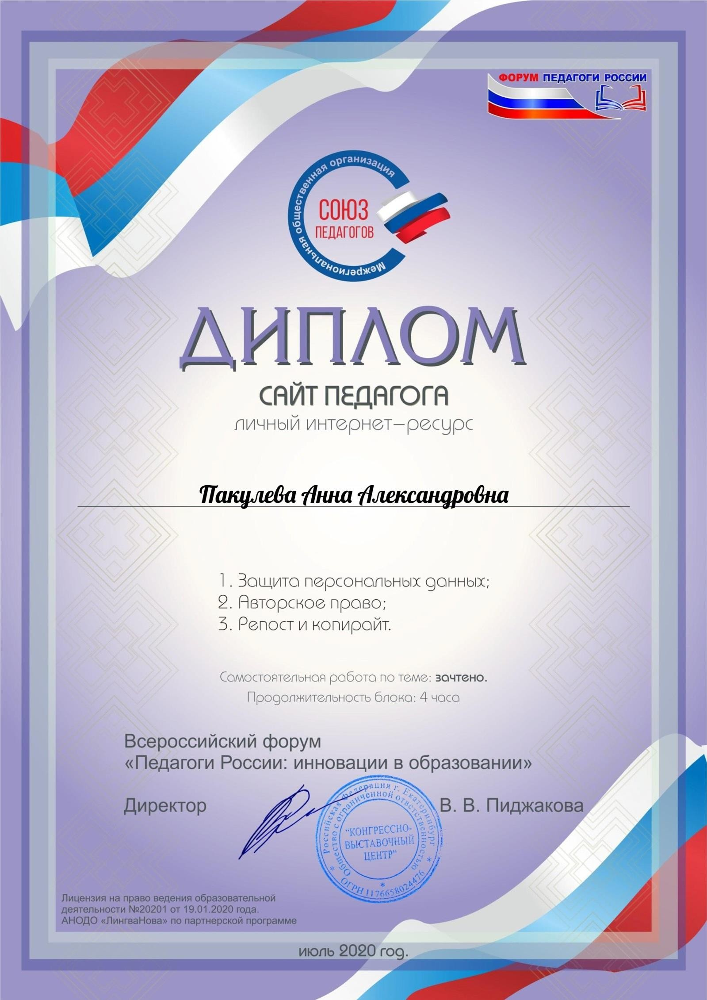 ФОРУМ ПЕДАГОГИ РОССИИ
Межрегиональная общественная организация
СОЮЗ
ПЕДАГОГОВ
ДИПЛОМ
САЙТ ПЕДАГОГА
личный интернет-ресурс
Пакулева Анна Александровна
1. Защита персональных данных;
2. Авторское право;
3. Репост и копирайт.
Самостоятельная работа по теме: зачтено.
Продолжительность блока: 4 часа
Всероссийский форум
«Педагоги России: инновации в образовании»
Директор
В. В. Пиджакова
* Российская Федерация г. Екатеринбург *
Общество с ограниченной ответственностью
"КОНГРЕССНО-
ВЫСТАВОЧНЫЙ
ЦЕНТР"
*
ОГРН 1176658024476
Лицензия на право ведения образовательной
деятельности №20201 от 19.01.2020 года.
АНОДО «ЛингваНова» по партнерской программе
июль 2020 год.